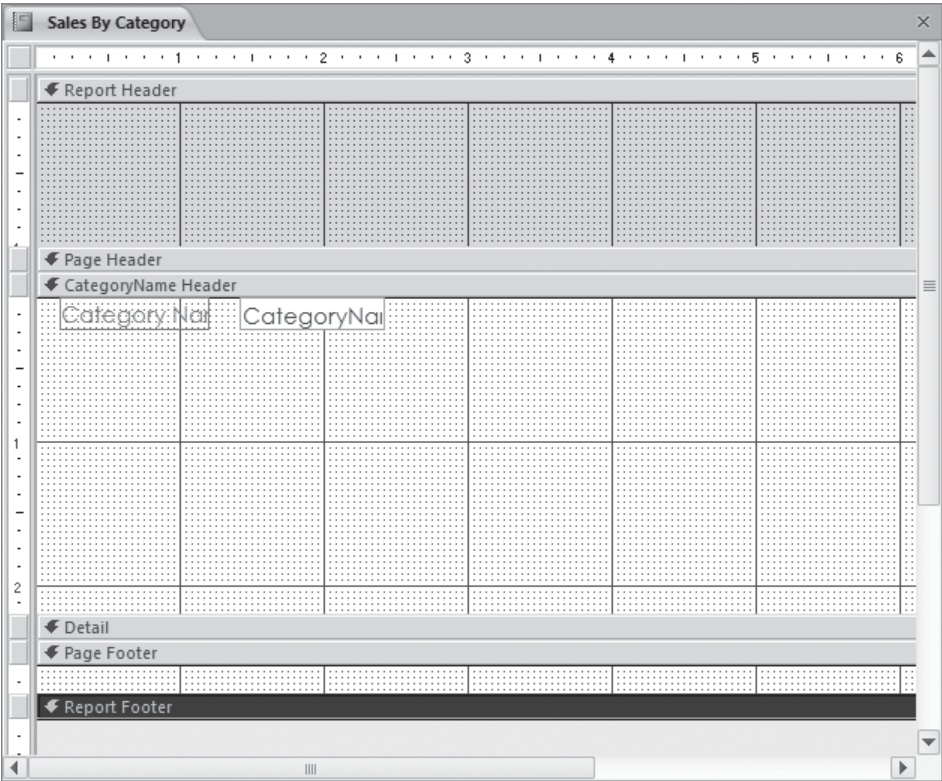 Sales By Category
1 2 3 4 5 6
Report Header
Page Header
CategoryName Header
Category Nar CategoryNar
1
2
Detail
Page Footer
Report Footer